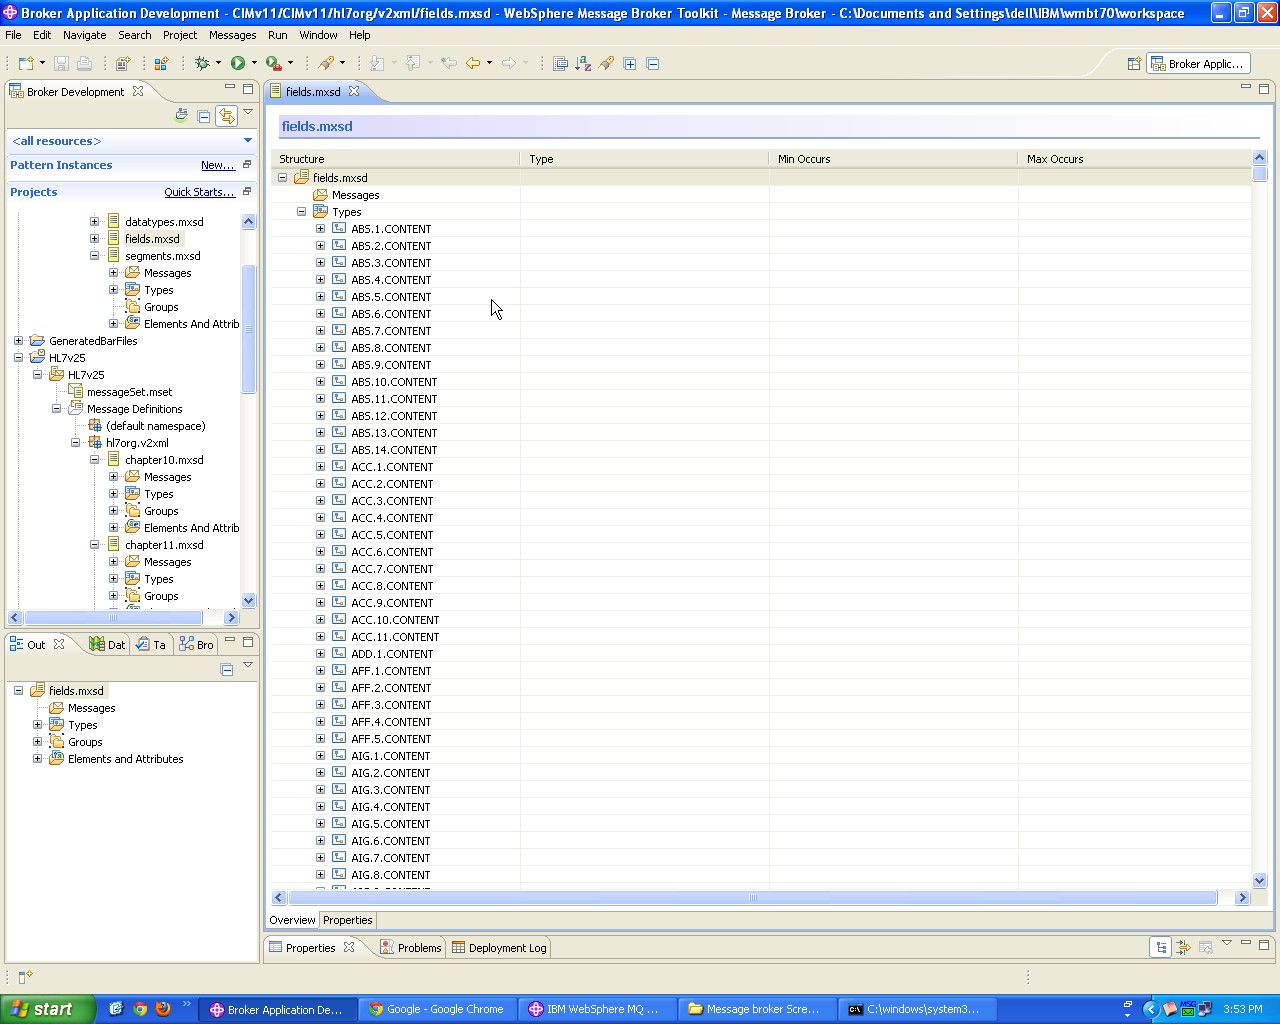 Broker Application Development - CIMv11/CIMv11/hl7org/v2xml/fields.mxsd - WebSphere Message Broker Toolkit - Message Broker - C:\Documents and Settings\dell\IBM\wmbt70\workspace
File Edit Navigate Search Project Messages Run Window Help
Broker Applic...
Broker Development
<all resources>
Pattern Instances New...
Projects Quick Starts...
datatypes.mxsd
fields.mxsd
segments.mxsd
Messages
Types
Groups
Elements And Attrib
GeneratedBarFiles
HL7v25
HL7v25
messageSet.mset
Message Definitions
(default namespace)
hl7org.v2xml
chapter10.mxsd
Messages
Types
Groups
Elements And Attrib
chapter11.mxsd
Messages
Types
Groups
Out Dat Ta Bro
fields.mxsd
Messages
Types
Groups
Elements and Attributes
fields.mxsd
fields.mxsd
Structure Type Min Occurs Max Occurs
fields.mxsd
Messages
Types
ABS.1.CONTENT
ABS.2.CONTENT
ABS.3.CONTENT
ABS.4.CONTENT
ABS.5.CONTENT
ABS.6.CONTENT
ABS.7.CONTENT
ABS.8.CONTENT
ABS.9.CONTENT
ABS.10.CONTENT
ABS.11.CONTENT
ABS.12.CONTENT
ABS.13.CONTENT
ABS.14.CONTENT
ACC.1.CONTENT
ACC.2.CONTENT
ACC.3.CONTENT
ACC.4.CONTENT
ACC.5.CONTENT
ACC.6.CONTENT
ACC.7.CONTENT
ACC.8.CONTENT
ACC.9.CONTENT
ACC.10.CONTENT
ACC.11.CONTENT
ADD.1.CONTENT
AFF.1.CONTENT
AFF.2.CONTENT
AFF.3.CONTENT
AFF.4.CONTENT
AFF.5.CONTENT
AIG.1.CONTENT
AIG.2.CONTENT
AIG.3.CONTENT
AIG.4.CONTENT
AIG.5.CONTENT
AIG.6.CONTENT
AIG.7.CONTENT
AIG.8.CONTENT
Overview Properties
Properties Problems Deployment Log
start Broker Application De... Google - Google Chrome IBM WebSphere MQ ... Message broker Scre... C:\windows\system3... MSG 3:53 PM